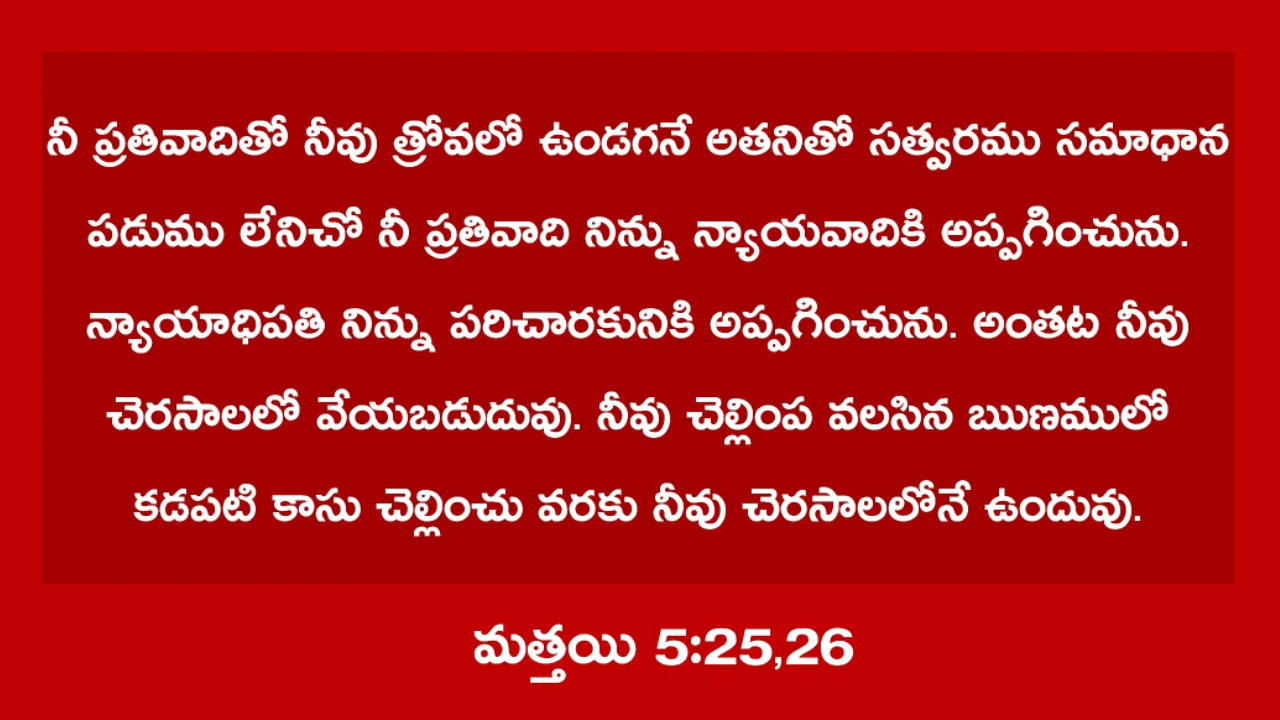 నీ ప్రతివాదితో నీవు త్రోవలో ఉండగనే అతనితో సత్వరము సమాధాన
పడుము లేనిచో నీ ప్రతివాది నిన్ను న్యాయవాదికి అప్పగించును.
న్యాయాధిపతి నిన్ను పరిచారకునికి అప్పగించును. అంతట నీవు
చెరసాలలో వేయబడుదువు. నీవు చెల్లింప వలసిన ఋణములో
కడపటి కాసు చెల్లించు వరకు నీవు చెరసాలలోనే ఉందువు.
మత్తయి 5:25,26